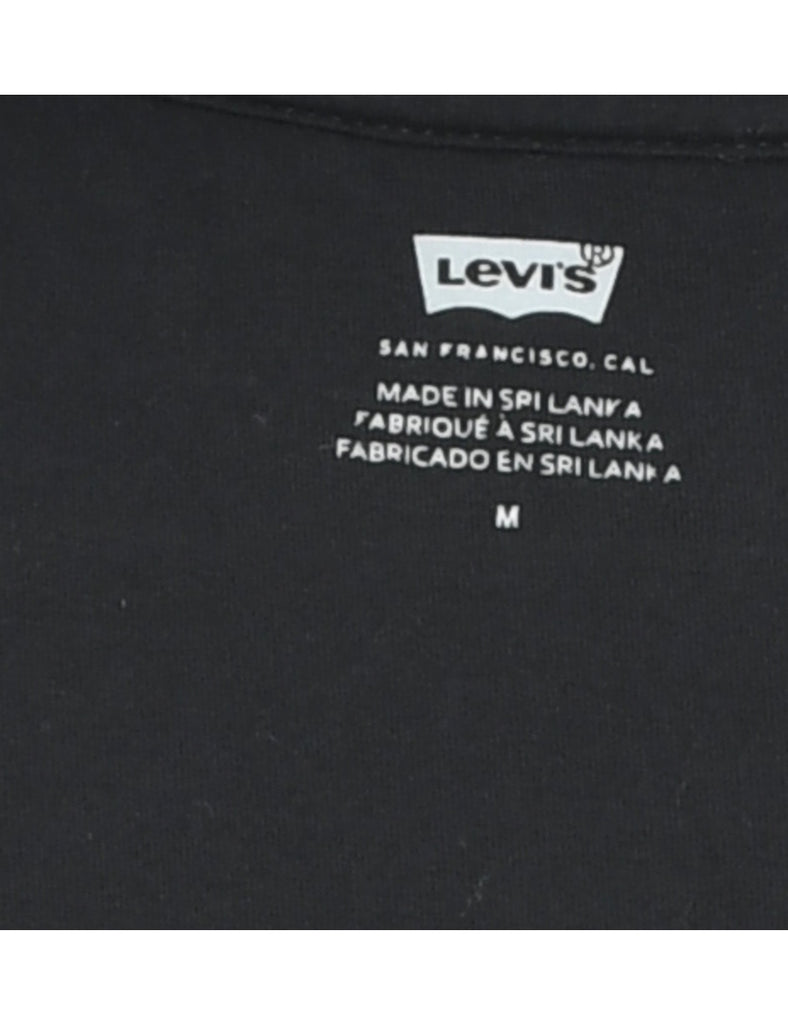 LEVI'S®
SAN FRANCISCO, CAL
MADE IN SRI LANKA
FABRIQUÉ À SRI LANKA
FABRICADO EN SRI LANKA
M